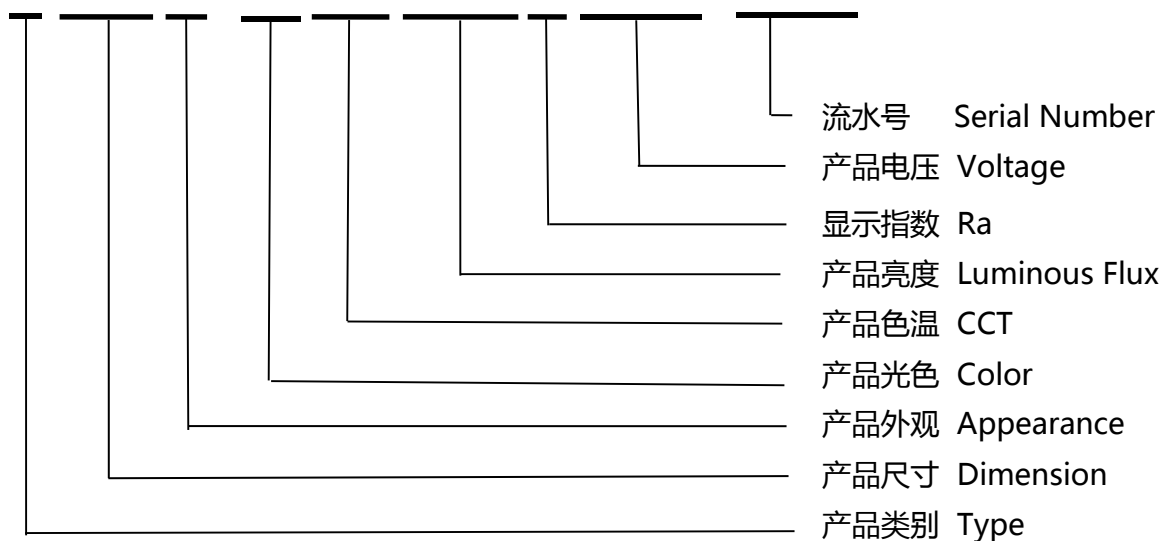 流水号 Serial Number
产品电压 Voltage
显示指数 Ra
产品亮度 Luminous Flux
产品色温 CCT
产品光色 Color
产品外观 Appearance
产品尺寸 Dimension
产品类别 Type